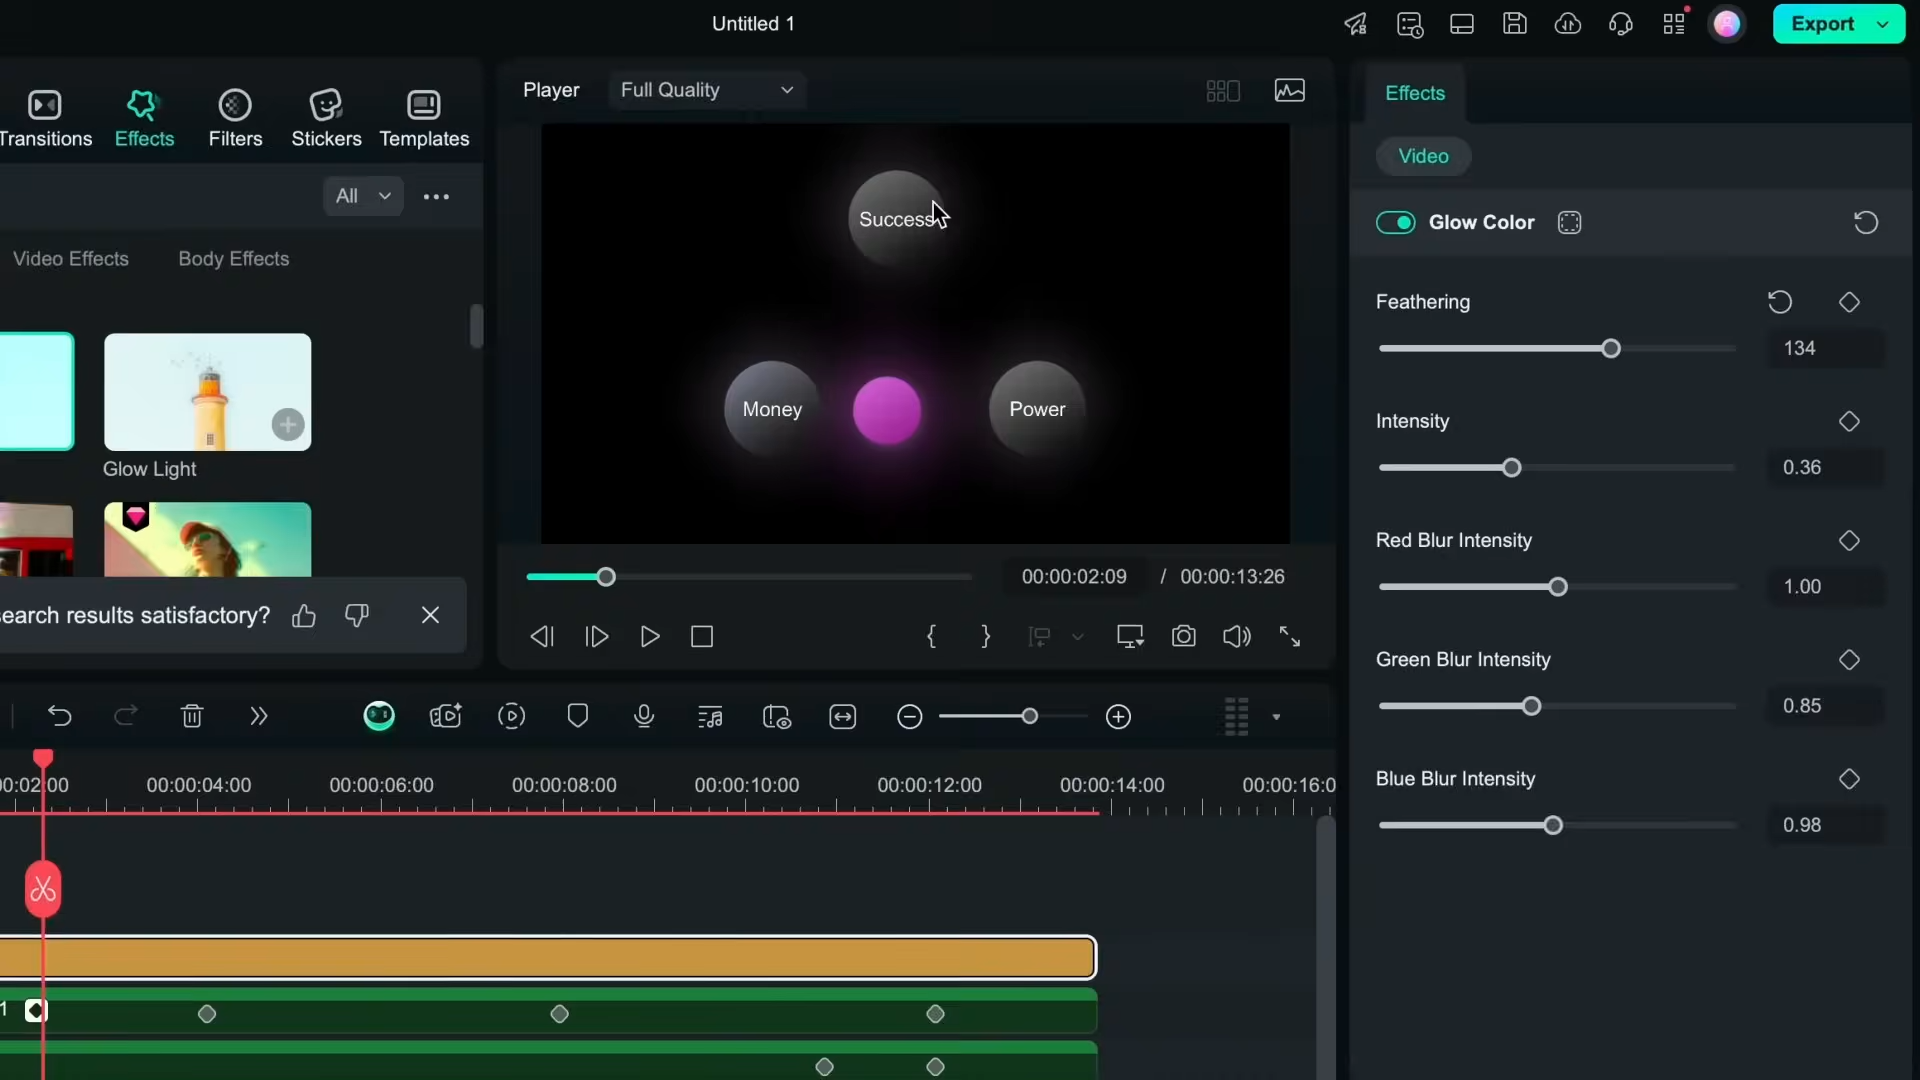 Untitled 1
Export
Transitions
Effects
Filters
Stickers
Templates
Player
Full Quality
Effects
Video
All
Video Effects
Body Effects
Glow Color
Success
Money
Power
Feathering
134
Intensity
0.36
Glow Light
Red Blur Intensity
1.00
00:00:02:09 / 00:00:13:26
search results satisfactory?
Green Blur Intensity
0.85
Blue Blur Intensity
0.98
00:02:00
00:00:04:00
00:00:06:00
00:00:08:00
00:00:10:00
00:00:12:00
00:00:14:00
00:00:16:0
1